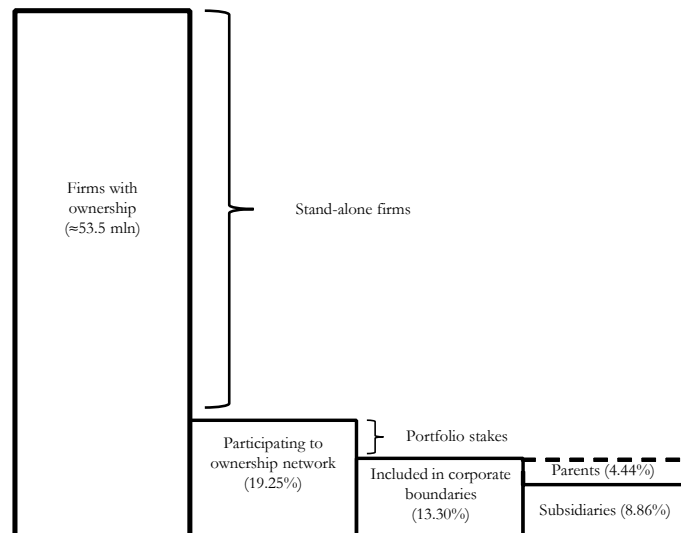 Firms with
ownership
(≈53.5 mln)
Stand-alone firms
Participating to
ownership network
(19.25%)
Portfolio stakes
Included in corporate
boundaries
(13.30%)
Parents (4.44%)
Subsidiaries (8.86%)